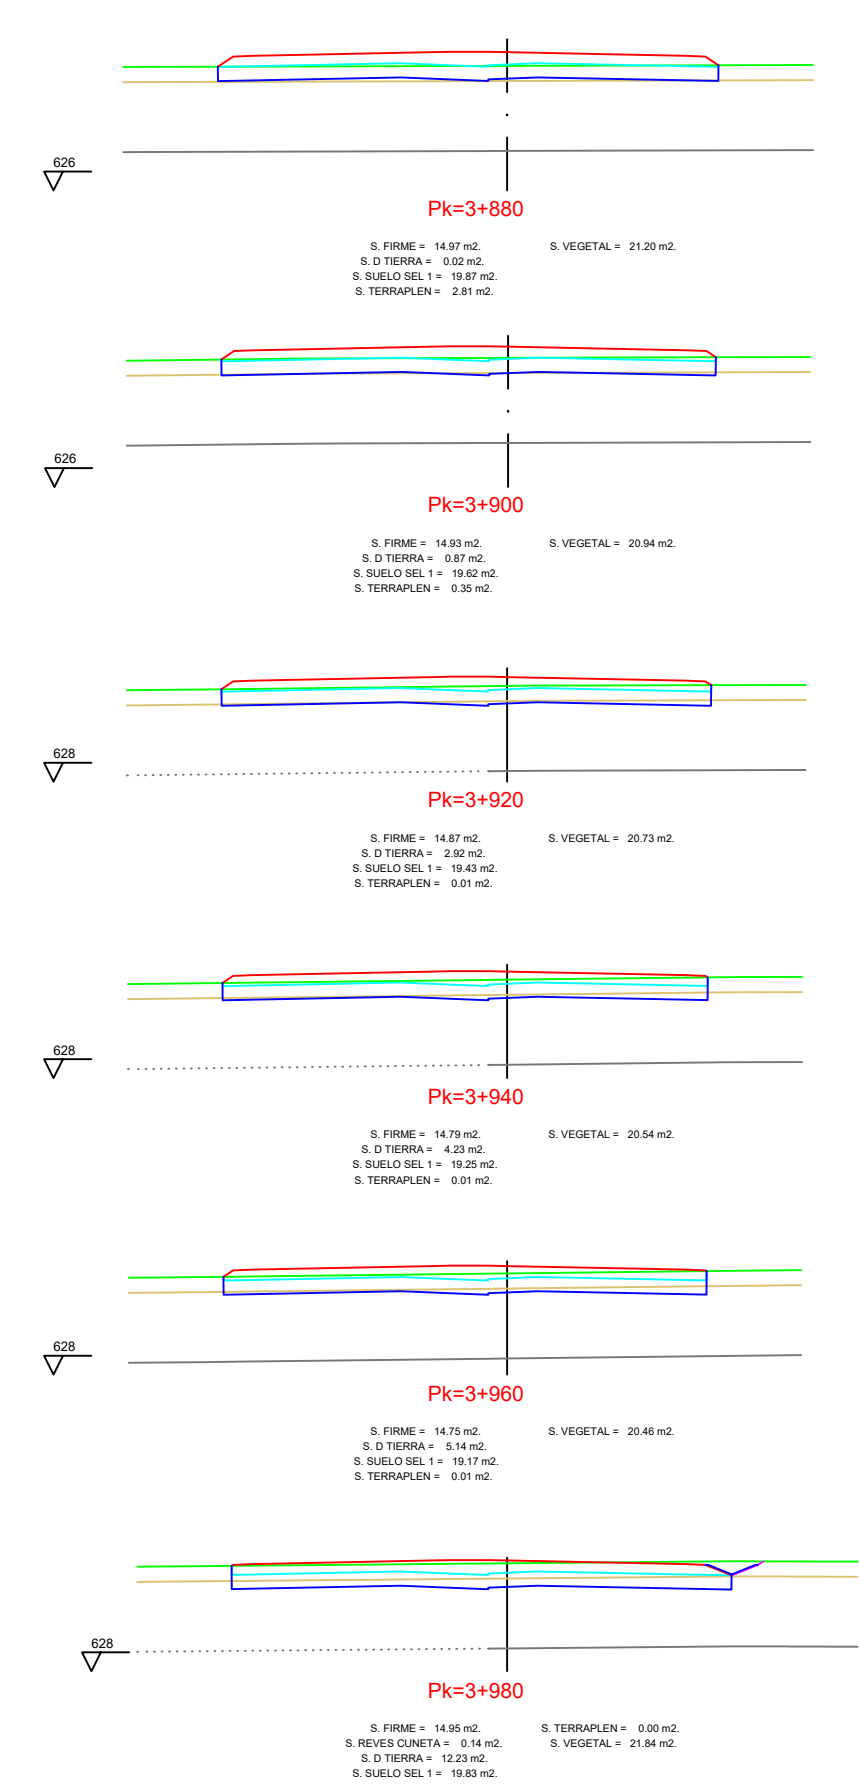 626
Pk=3+880
S. FIRME = 14.97 m2. S. VEGETAL = 21.20 m2.
S. D TIERRA = 0.02 m2.
S. SUELO SEL 1 = 19.87 m2.
S. TERRAPLEN = 2.81 m2.
626
Pk=3+900
S. FIRME = 14.93 m2. S. VEGETAL = 20.94 m2.
S. D TIERRA = 0.87 m2.
S. SUELO SEL 1 = 19.62 m2.
S. TERRAPLEN = 0.35 m2.
628
Pk=3+920
S. FIRME = 14.87 m2. S. VEGETAL = 20.73 m2.
S. D TIERRA = 2.92 m2.
S. SUELO SEL 1 = 19.43 m2.
S. TERRAPLEN = 0.01 m2.
628
Pk=3+940
S. FIRME = 14.79 m2. S. VEGETAL = 20.54 m2.
S. D TIERRA = 4.23 m2.
S. SUELO SEL 1 = 19.25 m2.
S. TERRAPLEN = 0.01 m2.
628
Pk=3+960
S. FIRME = 14.75 m2. S. VEGETAL = 20.46 m2.
S. D TIERRA = 5.14 m2.
S. SUELO SEL 1 = 19.17 m2.
S. TERRAPLEN = 0.01 m2.
628
Pk=3+980
S. FIRME = 14.95 m2. S. TERRAPLEN = 0.00 m2.
S. REVES CUNETA = 0.14 m2. S. VEGETAL = 21.84 m2.
S. D TIERRA = 12.23 m2.
S. SUELO SEL 1 = 19.83 m2.